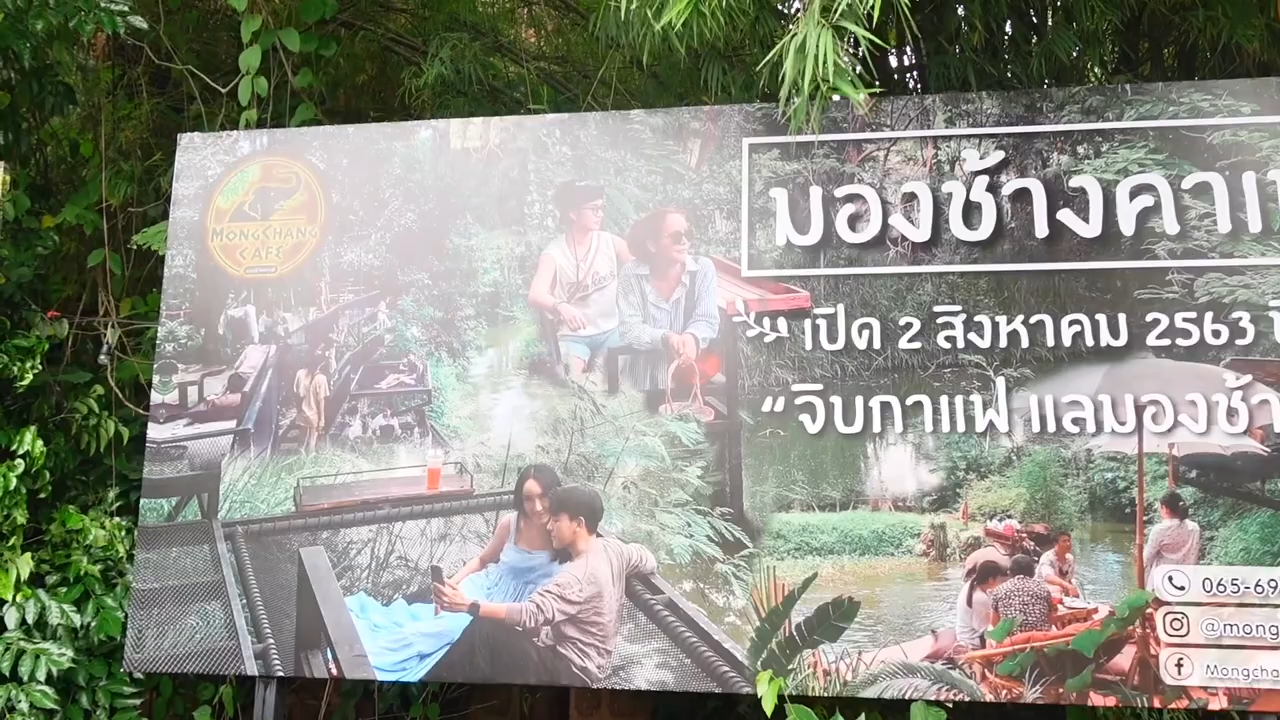 MONGCHANG
CAFE
Yankees
มองช้างคาเ
เปิด 2 สิงหาคม 2563
“จิบกาแฟ แลมองช้า
065-69
@mong
Mongcha